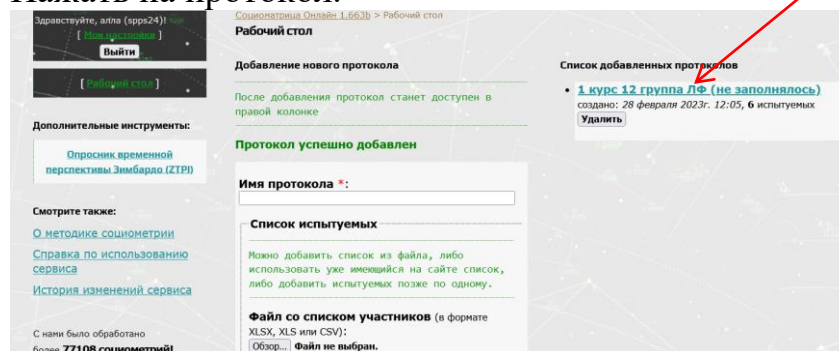 Нажать на протокол.
Здравствуйте, алла (spps24)!
[ Мои настройки ]
Выйти
[ Рабочий стол ]
Дополнительные инструменты:
Опросник временной
перспективы Зимбардо (ZTPI)
Смотрите также:
О методике социометрии
Справка по использованию
сервиса
История изменений сервиса
С нами было обработано
более 77108 социометрий!
Социоматрица Онлайн 1.663b > Рабочий стол
Рабочий стол
Добавление нового протокола
После добавления протокол станет доступен в
правой колонке
Протокол успешно добавлен
Имя протокола *:
Список испытуемых
Можно добавить список из файла, либо
использовать уже имеющийся на сайте список,
либо добавить испытуемых позже по одному.
Файл со списком участников (в формате
XLSX, XLS или CSV):
Обзор... Файл не выбран.
Список добавленных протоколов
• 1 курс 12 группа ЛФ (не заполнялось)
создано: 28 февраля 2023г. 12:05, 6 испытуемых
Удалить